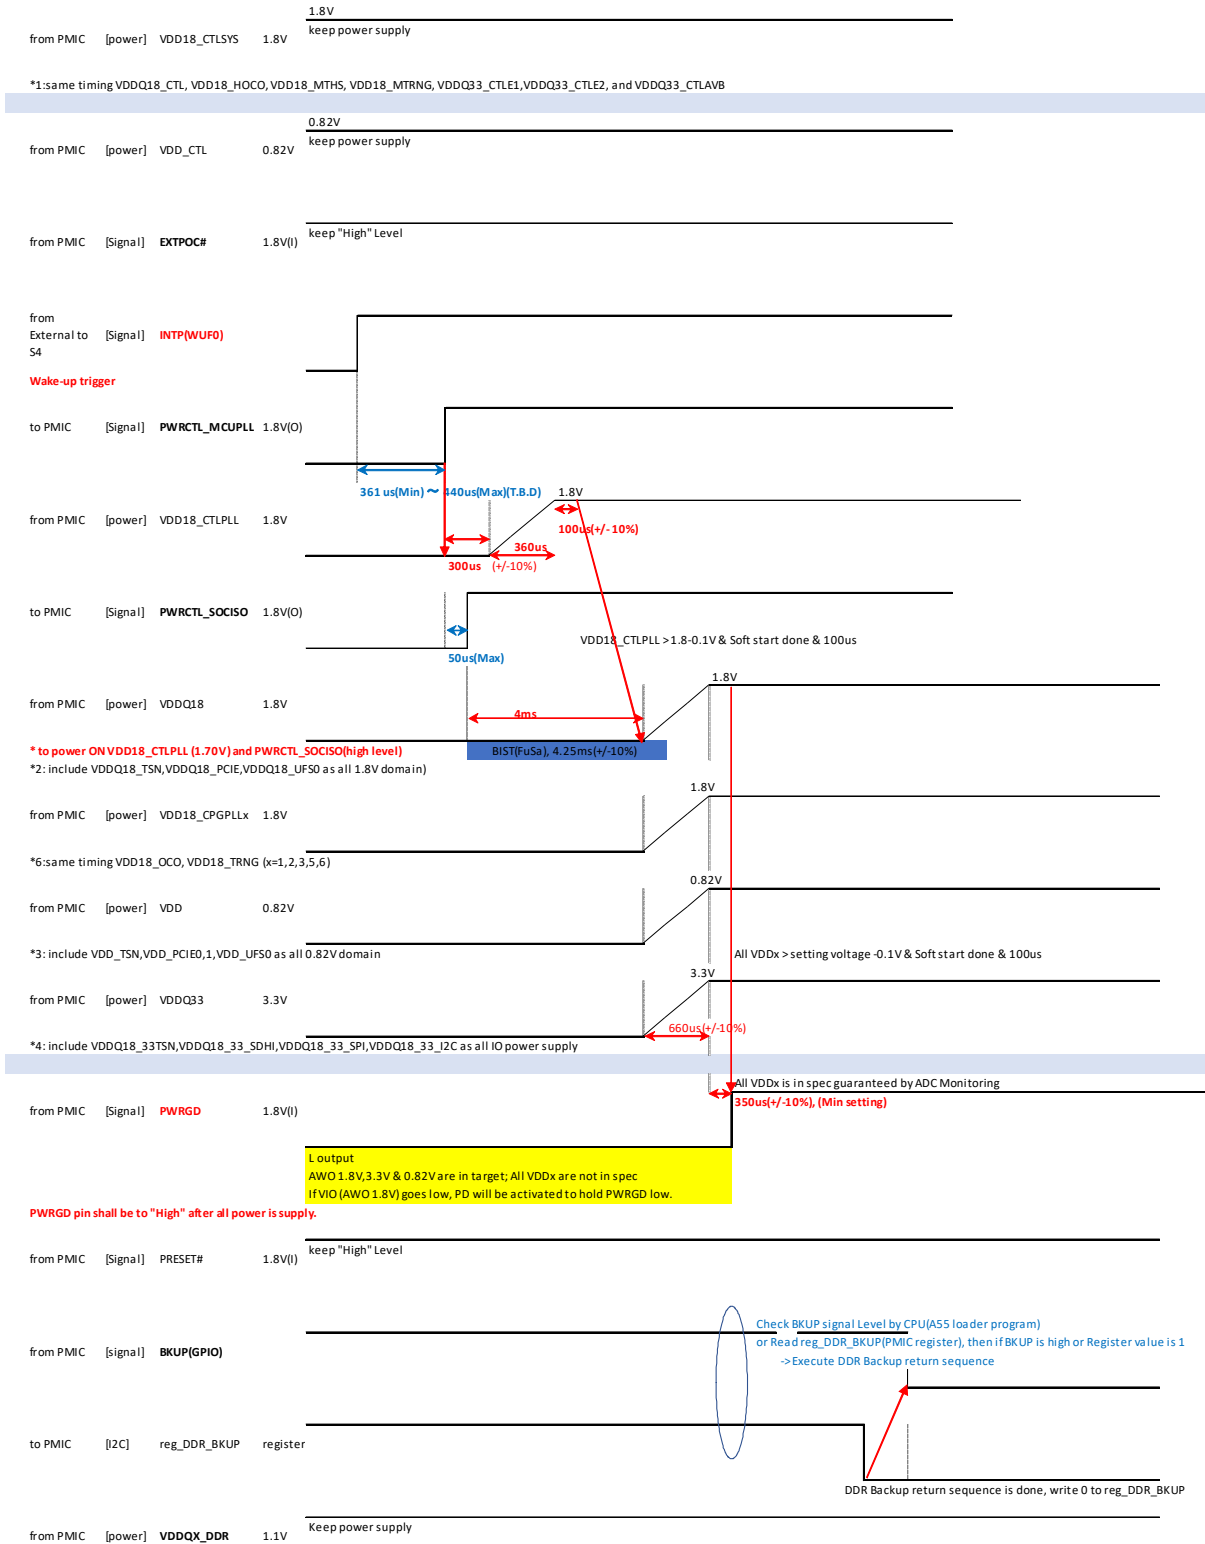 1.8V
keep power supply
from PMIC [power] VDD18_CTLSYS 1.8V
*1:same timing VDDQ18_CTL, VDD18_HOCO, VDD18_MTHS, VDD18_MTRNG, VDDQ33_CTLE1,VDDQ33_CTLE2, and VDDQ33_CTLAVB
0.82V
keep power supply
from PMIC [power] VDD_CTL 0.82V
keep "High" Level
from PMIC [Signal] EXTPOC# 1.8V(I)
from
External to [Signal] INTP(WUF0)
S4
Wake-up trigger
to PMIC [Signal] PWRCTL_MCUPLL 1.8V(O)
361 us(Min) ～ 440us(Max)(T.B.D)
1.8V
from PMIC [power] VDD18_CTLPLL 1.8V
100us(+/-10%)
360us
300us (+/-10%)
to PMIC [Signal] PWRCTL_SOCISO 1.8V(O)
VDD18_CTLPLL >1.8-0.1V & Soft start done & 100us
50us(Max)
1.8V
from PMIC [power] VDDQ18 1.8V
4ms
* to power ON VDD18_CTLPLL (1.70V) and PWRCTL_SOCISO(high level)
BIST(FuSa), 4.25ms(+/-10%)
*2: include VDDQ18_TSN,VDDQ18_PCIE,VDDQ18_UFS0 as all 1.8V domain)
1.8V
from PMIC [power] VDD18_CPGPLLx 1.8V
*6:same timing VDD18_OCO, VDD18_TRNG (x=1,2,3,5,6)
0.82V
from PMIC [power] VDD 0.82V
*3: include VDD_TSN,VDD_PCIE0,1,VDD_UFS0 as all 0.82V domain
All VDDx > setting voltage -0.1V & Soft start done & 100us
3.3V
from PMIC [power] VDDQ33 3.3V
660us(+/-10%)
*4: include VDDQ18_33TSN,VDDQ18_33_SDHI,VDDQ18_33_SPI,VDDQ18_33_I2C as all IO power supply
All VDDx is in spec guaranteed by ADC Monitoring
350us(+/-10%), (Min setting)
from PMIC [Signal] PWRGD 1.8V(I)
L output
AWO 1.8V,3.3V & 0.82V are in target; All VDDx are not in spec
If VIO (AWO 1.8V) goes low, PD will be activated to hold PWRGD low.
PWRGD pin shall be to "High" after all power is supply.
keep "High" Level
from PMIC [Signal] PRESET# 1.8V(I)
Check BKUP signal Level by CPU(A55 loader program)
or Read reg_DDR_BKUP(PMIC register), then if BKUP is high or Register value is 1
->Execute DDR Backup return sequence
from PMIC [signal] BKUP(GPIO)
to PMIC [I2C] reg_DDR_BKUP register
DDR Backup return sequence is done, write 0 to reg_DDR_BKUP
Keep power supply
from PMIC [power] VDDQX_DDR 1.1V